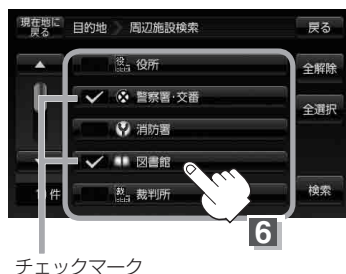 現在地に
戻る
目的地 周辺施設検索
戻る
役所
全解除
警察署・交番
全選択
消防署
図書館
件
裁判所
検索
6
チェックマーク